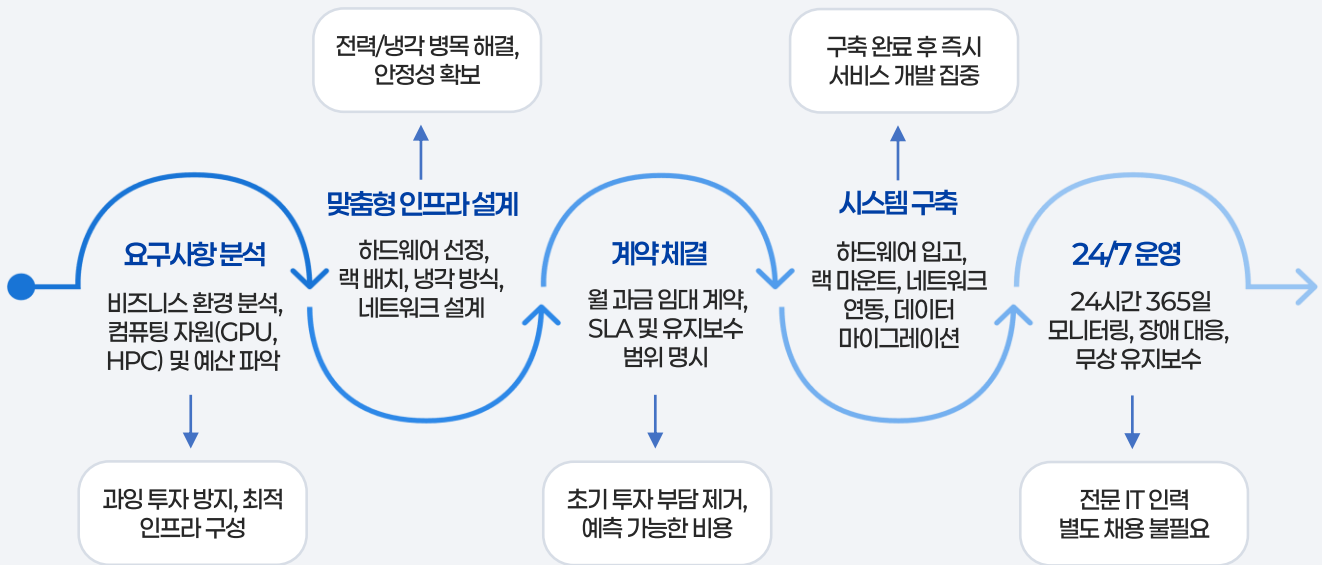 요구사항 분석
비즈니스 환경 분석,
컴퓨팅 자원(GPU,
HPC) 및 예산 파악
과잉 투자 방지, 최적
인프라 구성
전력/냉각 병목 해결,
안정성 확보
맞춤형 인프라 설계
하드웨어 선정,
랙 배치, 냉각 방식,
네트워크 설계
계약 체결
월 과금 임대 계약,
SLA 및 유지보수
범위 명시
초기 투자 부담 제거,
예측 가능한 비용
구축 완료 후 즉시
서비스 개발 집중
시스템 구축
하드웨어 입고,
랙 마운트, 네트워크
연동, 데이터
마이그레이션
24/7 운영
24시간 365일
모니터링, 장애 대응,
무상 유지보수
전문 IT 인력
별도 채용 불필요